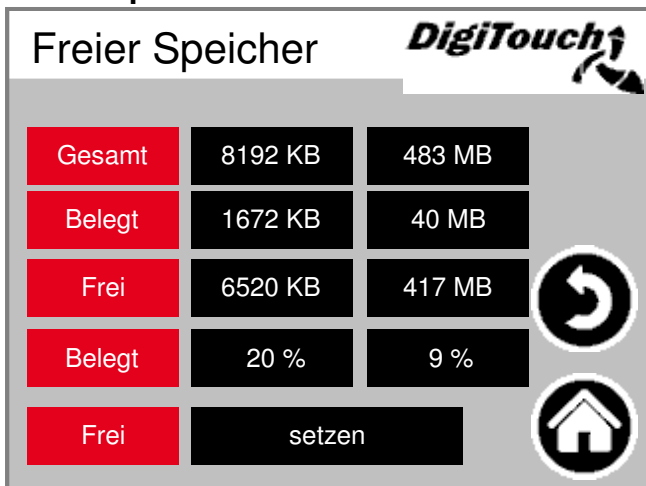 Freier Speicher DigiTouch
Gesamt 8192 KB 483 MB
Belegt 1672 KB 40 MB
Frei 6520 KB 417 MB
Belegt 20 % 9 %
Frei setzen